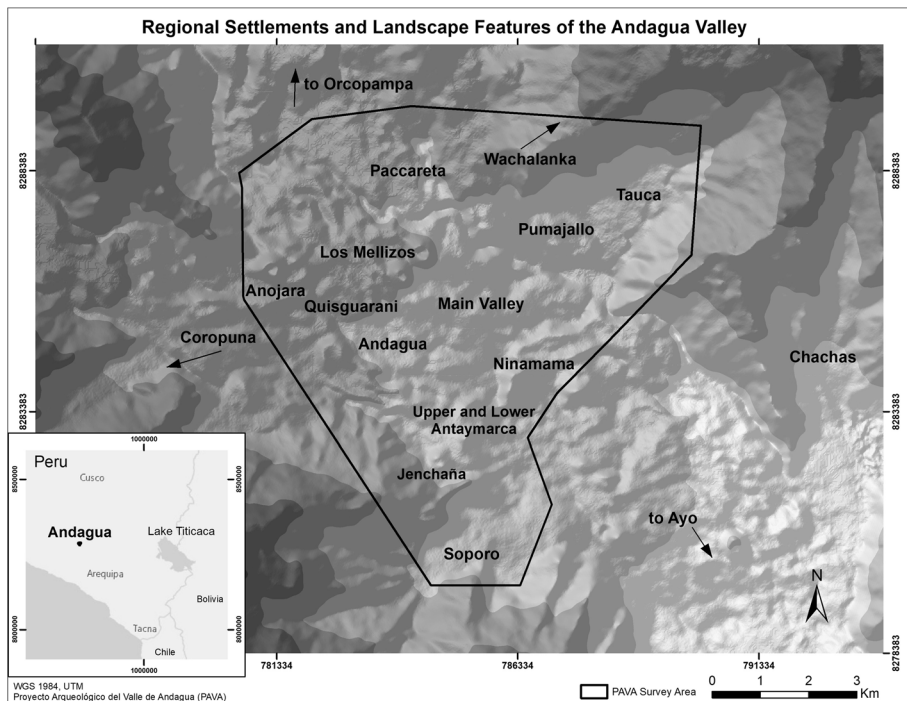 Regional Settlements and Landscape Features of the Andagua Valley
to Orcopampa
Wachalanka
Paccareta
Tauca
Pumajallo
Los Mellizos
Anojara
Quisguarani
Main Valley
Coropuna
Andagua
Ninamama
Chachas
Upper and Lower
Antaymarca
Jenchaña
to Ayo
Soporo
N
8288383
8283383
8288383
8283383
8278383
781334
786334
791334
1000000
Peru
8500000
8500000
Cusco
Andagua
Lake Titicaca
Arequipa
Bolivia
8000000
Tacna
8000000
Chile
1000000
WGS 1984, UTM
Proyecto Arqueológico del Valle de Andagua (PAVA)
PAVA Survey Area
0 1 2 3
Km